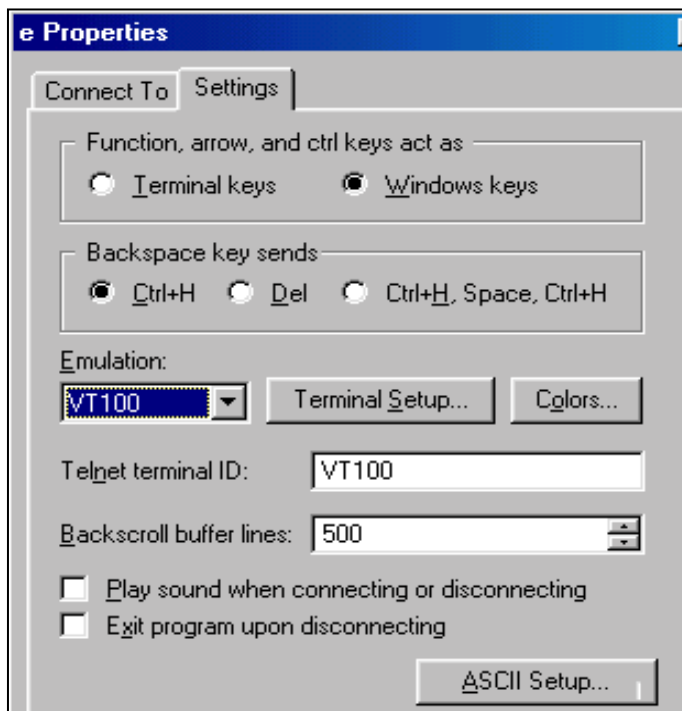 e Properties
Connect To Settings
Function, arrow, and ctrl keys act as
Terminal keys Windows keys
Backspace key sends
Ctrl+H Del Ctrl+H, Space, Ctrl+H
Emulation:
VT100 Terminal Setup... Colors...
Telnet terminal ID: VT100
Backscroll buffer lines: 500
Play sound when connecting or disconnecting
Exit program upon disconnecting
ASCII Setup...